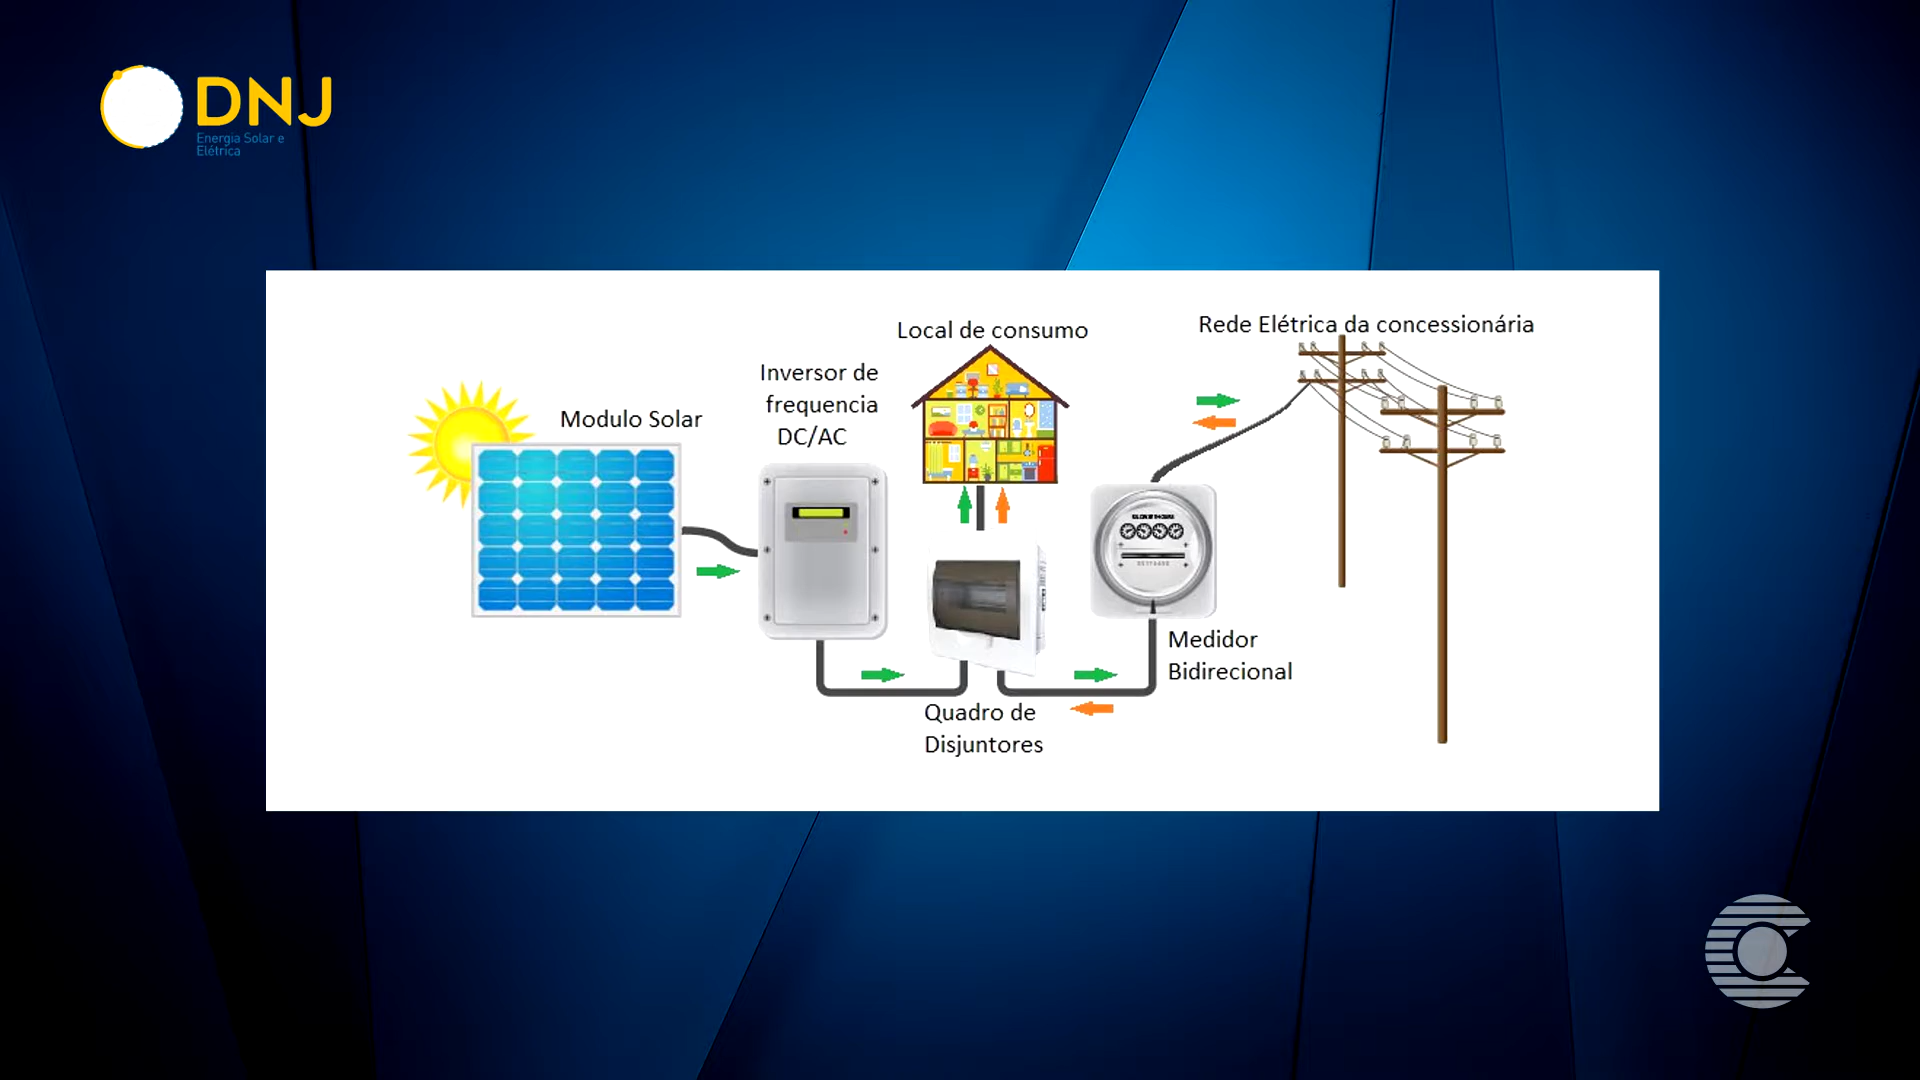 DNJ
Energia Solar e
Elétrica
Local de consumo
Rede Elétrica da concessionária
Inversor de
frequencia
DC/AC
Modulo Solar
Medidor
Bidirecional
Quadro de
Disjuntores